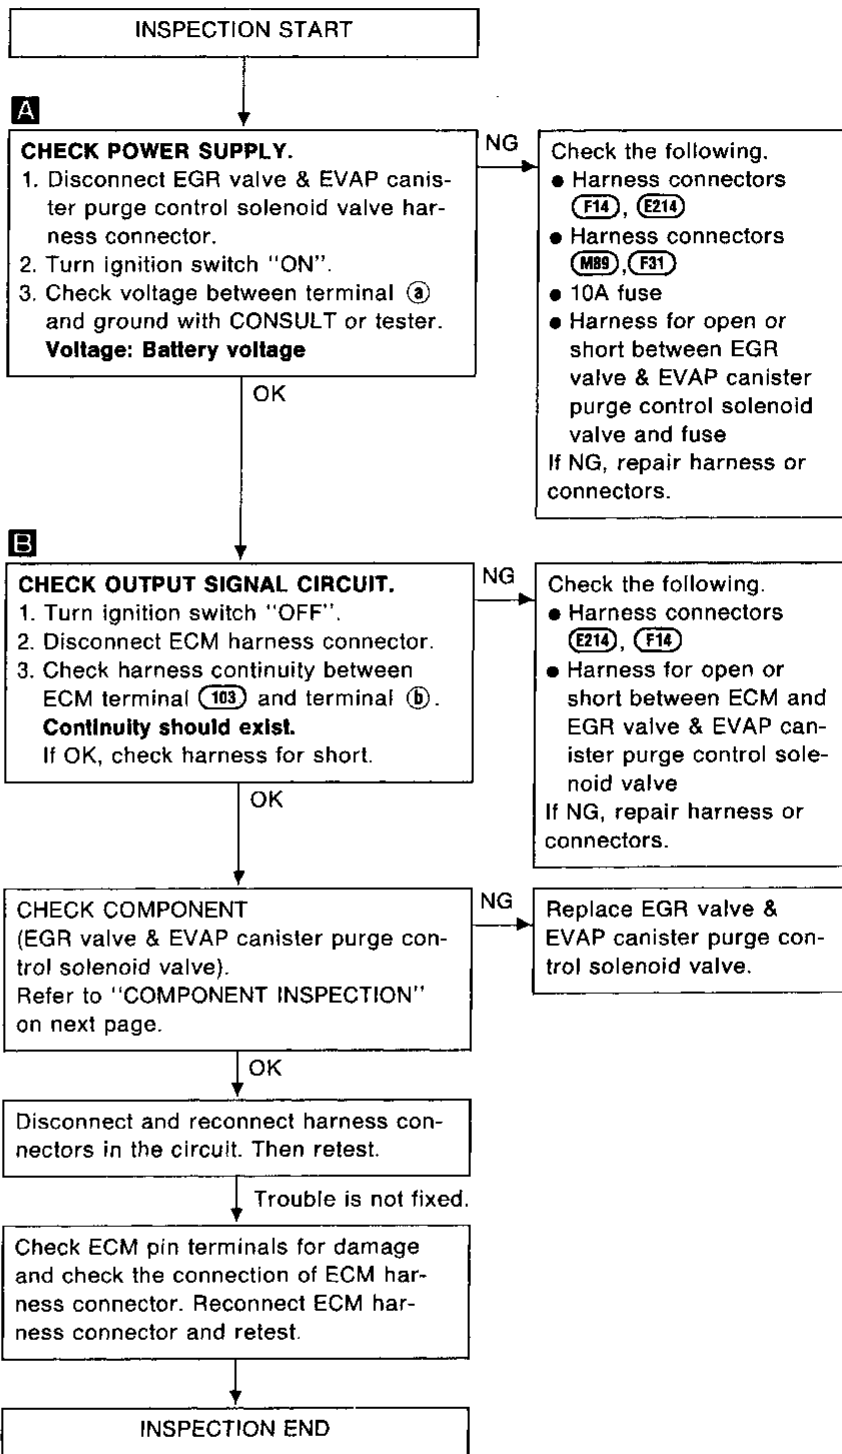 INSPECTION START
A
CHECK POWER SUPPLY.
1. Disconnect EGR valve & EVAP canis-
ter purge control solenoid valve har-
ness connector.
2. Turn ignition switch "ON".
3. Check voltage between terminal ⓐ
and ground with CONSULT or tester.
Voltage: Battery voltage
NG
Check the following.
● Harness connectors
(F14), (E214)
● Harness connectors
(M89),(F31)
● 10A fuse
● Harness for open or
short between EGR
valve & EVAP canister
purge control solenoid
valve and fuse
If NG, repair harness or
connectors.
OK
B
CHECK OUTPUT SIGNAL CIRCUIT.
1. Turn ignition switch "OFF".
2. Disconnect ECM harness connector.
3. Check harness continuity between
ECM terminal (103) and terminal ⓑ.
Continuity should exist.
If OK, check harness for short.
NG
Check the following.
● Harness connectors
(E214), (F14)
● Harness for open or
short between ECM and
EGR valve & EVAP can-
ister purge control sole-
noid valve
If NG, repair harness or
connectors.
OK
CHECK COMPONENT
(EGR valve & EVAP canister purge con-
trol solenoid valve).
Refer to "COMPONENT INSPECTION"
on next page.
NG
Replace EGR valve &
EVAP canister purge con-
trol solenoid valve.
OK
Disconnect and reconnect harness con-
nectors in the circuit. Then retest.
Trouble is not fixed.
Check ECM pin terminals for damage
and check the connection of ECM har-
ness connector. Reconnect ECM har-
ness connector and retest.
INSPECTION END